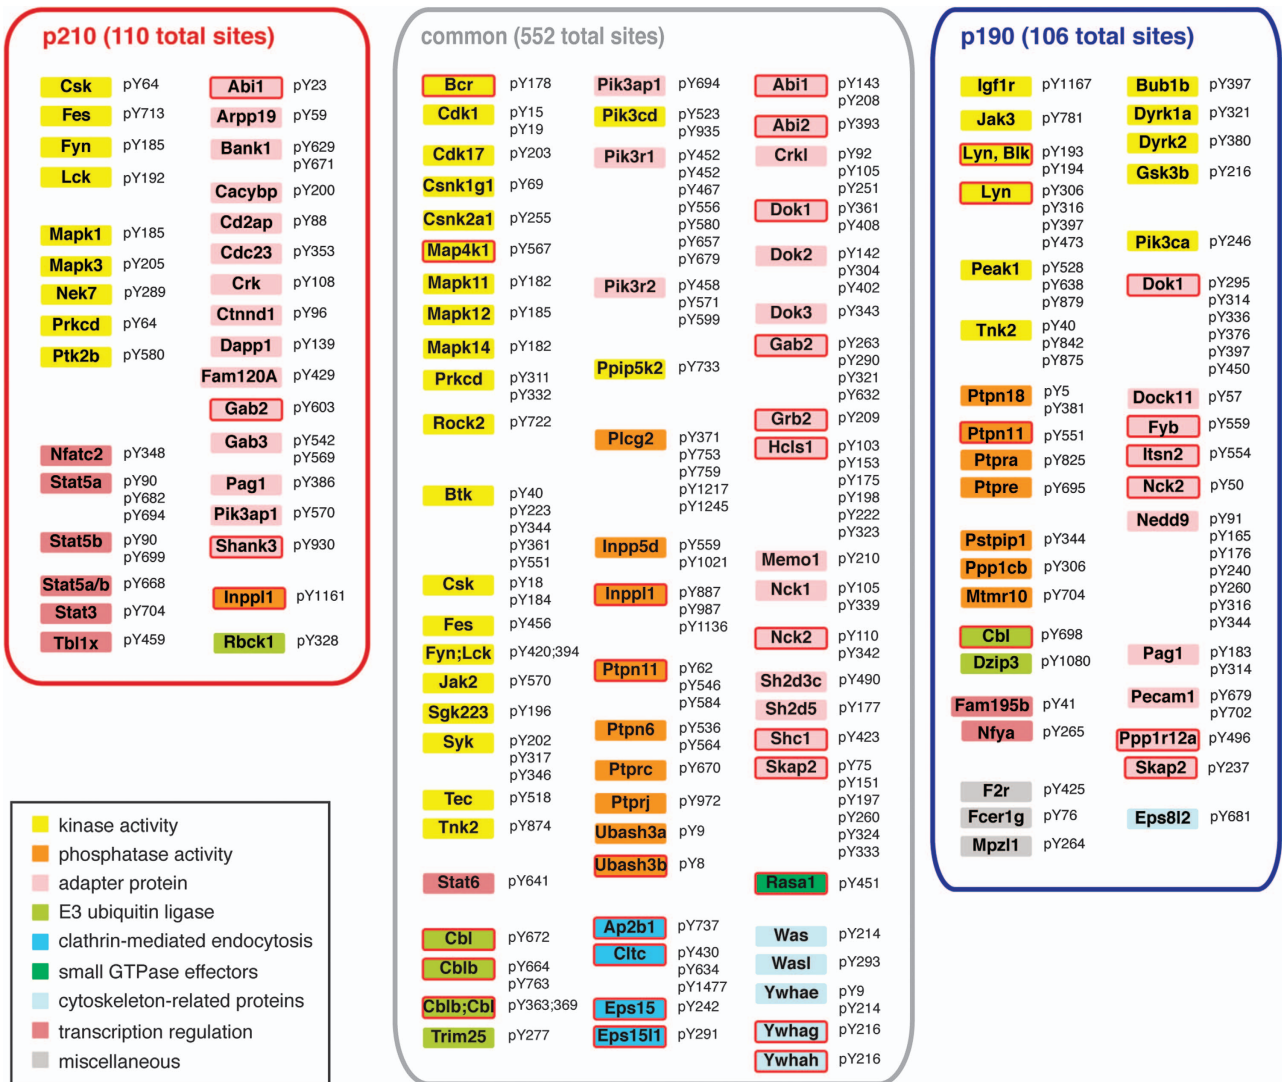 p210 (110 total sites)
Csk pY64
Fes pY713
Fyn pY185
Lck pY192
Mapk1 pY185
Mapk3 pY205
Nek7 pY289
Prkcd pY64
Ptk2b pY580
Nfatc2 pY348
Stat5a pY90
pY682
pY694
Stat5b pY90
pY699
Stat5a/b pY668
Stat3 pY704
Tbl1x pY459
Abi1 pY23
Arpp19 pY59
Bank1 pY629
pY671
Cacybp pY200
Cd2ap pY88
Cdc23 pY353
Crk pY108
Ctnnd1 pY96
Dapp1 pY139
Fam120A pY429
Gab2 pY603
Gab3 pY542
pY569
Pag1 pY386
Pik3ap1 pY570
Shank3 pY930
Inppl1 pY1161
Rbck1 pY328
common (552 total sites)
Bcr pY178
Cdk1 pY15
pY19
Cdk17 pY203
Csnk1g1 pY69
Csnk2a1 pY255
Map4k1 pY567
Mapk11 pY182
Mapk12 pY185
Mapk14 pY182
Prkcd pY311
pY332
Rock2 pY722
Btk pY40
pY223
pY344
pY361
pY551
Csk pY18
pY184
Fes pY456
Fyn;Lck pY420;394
Jak2 pY570
Sgk223 pY196
Syk pY202
pY317
pY346
Tec pY518
Tnk2 pY874
Stat6 pY641
Cbl pY672
Cblb pY664
pY763
Cblb;Cbl pY363;369
Trim25 pY277
Pik3ap1 pY694
Pik3cd pY523
pY935
Pik3r1 pY452
pY452
pY467
pY556
pY580
pY657
pY679
Pik3r2 pY458
pY571
pY599
Ppip5k2 pY733
Plcg2 pY371
pY753
pY759
pY1217
pY1245
Inpp5d pY559
pY1021
Inppl1 pY887
pY987
pY1136
Ptpn11 pY62
pY546
pY584
Ptpn6 pY536
pY564
Ptprc pY670
Ptprj pY972
Ubash3a pY9
Ubash3b pY8
Ap2b1 pY737
Cltc pY430
pY634
pY1477
Eps15 pY242
Eps15l1 pY291
Abi1 pY143
pY208
Abi2 pY393
Crkl pY92
pY105
pY251
Dok1 pY361
pY408
Dok2 pY142
pY304
pY402
Dok3 pY343
Gab2 pY263
pY290
pY321
pY632
Grb2 pY209
Hcls1 pY103
pY153
pY175
pY198
pY222
pY323
Memo1 pY210
Nck1 pY105
pY339
Nck2 pY110
pY342
Sh2d3c pY490
Sh2d5 pY177
Shc1 pY423
Skap2 pY75
pY151
pY197
pY260
pY324
pY333
Rasa1 pY451
Was pY214
Wasl pY293
Ywhae pY9
pY214
Ywhag pY216
Ywhah pY216
p190 (106 total sites)
Igf1r pY1167
Jak3 pY781
Lyn, Blk pY193
pY194
Lyn pY306
pY316
pY397
pY473
Peak1 pY528
pY638
pY879
Tnk2 pY40
pY842
pY875
Ptpn18 pY5
pY381
Ptpn11 pY551
Ptpra pY825
Ptpre pY695
Pstpip1 pY344
Ppp1cb pY306
Mtmr10 pY704
Cbl pY698
Dzip3 pY1080
Fam195b pY41
Nfya pY265
F2r pY425
Fcer1g pY76
Mpzl1 pY264
Bub1b pY397
Dyrk1a pY321
Dyrk2 pY380
Gsk3b pY216
Pik3ca pY246
Dok1 pY295
pY314
pY336
pY376
pY397
pY450
Dock11 pY57
Fyb pY559
Itsn2 pY554
Nck2 pY50
Nedd9 pY91
pY165
pY176
pY240
pY260
pY316
pY344
Pag1 pY183
pY314
Pecam1 pY679
pY702
Ppp1r12a pY496
Skap2 pY237
Eps8l2 pY681
kinase activity
phosphatase activity
adapter protein
E3 ubiquitin ligase
clathrin-mediated endocytosis
small GTPase effectors
cytoskeleton-related proteins
transcription regulation
miscellaneous